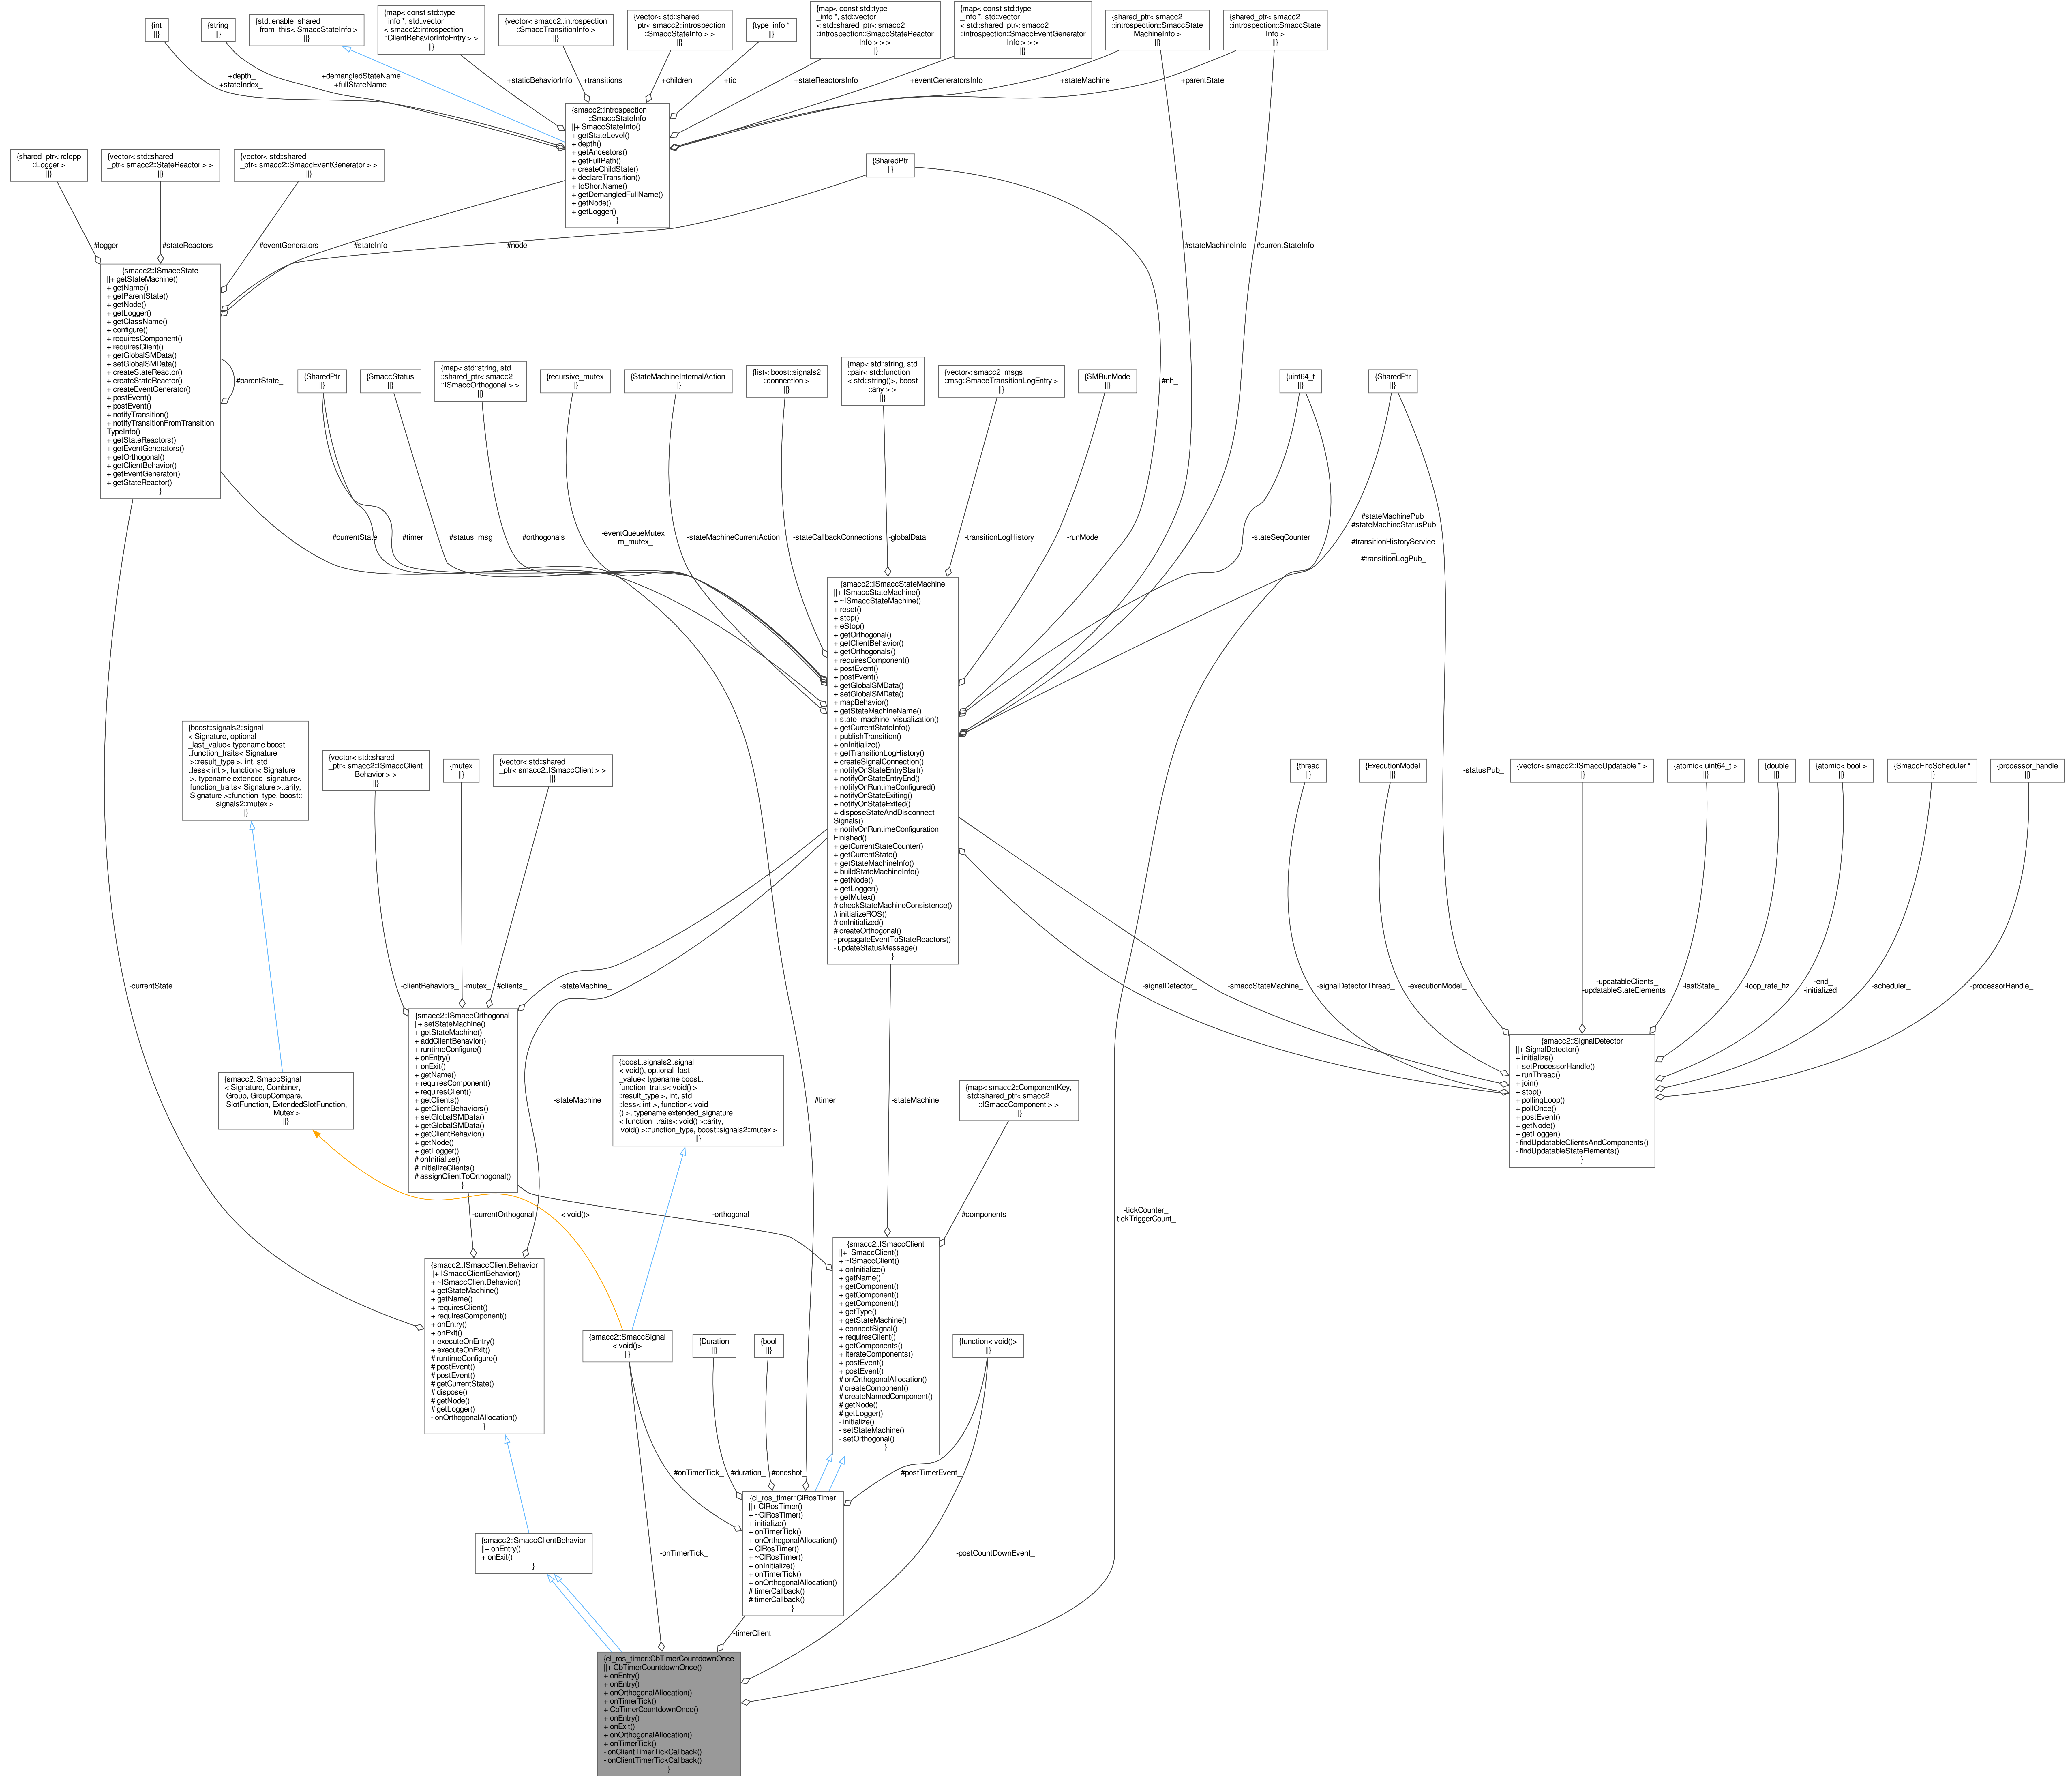 {int
||}
{string
||}
{std::enable_shared
_from_this< SmaccStateInfo >
||}
{map< const std::type
_info *, std::vector
< smacc2::introspection
::ClientBehaviorInfoEntry > >
||}
{vector< smacc2::introspection
::SmaccTransitionInfo >
||}
{vector< std::shared
_ptr< smacc2::introspection
::SmaccStateInfo > >
||}
{type_info *
||}
{map< const std::type
_info *, std::vector
< std::shared_ptr< smacc2
::introspection::SmaccStateReactor
Info > > >
||}
{map< const std::type
_info *, std::vector
< std::shared_ptr< smacc2
::introspection::SmaccEventGenerator
Info > > >
||}
{shared_ptr< smacc2
::introspection::SmaccState
MachineInfo >
||}
{shared_ptr< smacc2
::introspection::SmaccState
Info >
||}
+depth_
+stateIndex_
+demangledStateName
+fullStateName
+staticBehaviorInfo
+transitions_
+children_
+tid_
+stateReactorsInfo
+eventGeneratorsInfo
+stateMachine_
+parentState_
{smacc2::introspection
::SmaccStateInfo
||+ SmaccStateInfo()
+ getStateLevel()
+ depth()
+ getAncestors()
+ getFullPath()
+ createChildState()
+ declareTransition()
+ toShortName()
+ getDemangledFullName()
+ getNode()
+ getLogger()
}
{shared_ptr< rclcpp
::Logger >
||}
{vector< std::shared
_ptr< smacc2::StateReactor > >
||}
{vector< std::shared
_ptr< smacc2::SmaccEventGenerator > >
||}
{SharedPtr
||}
#logger_
#stateReactors_
#eventGenerators_
#stateInfo_
#node_
#stateMachineInfo_
#currentStateInfo_
{smacc2::ISmaccState
||+ getStateMachine()
+ getName()
+ getParentState()
+ getNode()
+ getLogger()
+ getClassName()
+ configure()
+ requiresComponent()
+ requiresClient()
+ getGlobalSMData()
+ setGlobalSMData()
+ createStateReactor()
+ createStateReactor()
+ createEventGenerator()
+ postEvent()
+ postEvent()
+ notifyTransition()
+ notifyTransitionFromTransition
TypeInfo()
+ getStateReactors()
+ getEventGenerators()
+ getOrthogonal()
+ getClientBehavior()
+ getEventGenerator()
+ getStateReactor()
}
#parentState_
{SharedPtr
||}
{SmaccStatus
||}
{map< std::string, std
::shared_ptr< smacc2
::ISmaccOrthogonal > >
||}
{recursive_mutex
||}
{StateMachineInternalAction
||}
{list< boost::signals2
::connection >
||}
{map< std::string, std
::pair< std::function
< std::string()>, boost
::any > >
||}
{vector< smacc2_msgs
::msg::SmaccTransitionLogEntry >
||}
{SMRunMode
||}
#nh_
{uint64_t
||}
{SharedPtr
||}
#currentState_
#timer_
#status_msg_
#orthogonals_
-eventQueueMutex_
-m_mutex_
-stateMachineCurrentAction
-stateCallbackConnections
-globalData_
-transitionLogHistory_
-runMode_
-stateSeqCounter_
#stateMachinePub_
#stateMachineStatusPub
_
#transitionHistoryService
_
#transitionLogPub_
{smacc2::ISmaccStateMachine
||+ ISmaccStateMachine()
+ ~ISmaccStateMachine()
+ reset()
+ stop()
+ eStop()
+ getOrthogonal()
+ getClientBehavior()
+ getOrthogonals()
+ requiresComponent()
+ postEvent()
+ postEvent()
+ getGlobalSMData()
+ setGlobalSMData()
+ mapBehavior()
+ getStateMachineName()
+ state_machine_visualization()
+ getCurrentStateInfo()
+ publishTransition()
+ onInitialize()
+ getTransitionLogHistory()
+ createSignalConnection()
+ notifyOnStateEntryStart()
+ notifyOnStateEntryEnd()
+ notifyOnRuntimeConfigured()
+ notifyOnStateExiting()
+ notifyOnStateExited()
+ disposeStateAndDisconnect
Signals()
+ notifyOnRuntimeConfiguration
Finished()
+ getCurrentStateCounter()
+ getCurrentState()
+ getStateMachineInfo()
+ buildStateMachineInfo()
+ getNode()
+ getLogger()
+ getMutex()
# checkStateMachineConsistence()
# initializeROS()
# onInitialized()
# createOrthogonal()
- propagateEventToStateReactors()
- updateStatusMessage()
}
{boost::signals2::signal
< Signature, optional
_last_value< typename boost
::function_traits< Signature
>::result_type >, int, std
::less< int >, function< Signature
>, typename extended_signature<
function_traits< Signature >::arity,
Signature >::function_type, boost::
signals2::mutex >
||}
{vector< std::shared
_ptr< smacc2::ISmaccClient
Behavior > >
||}
{mutex
||}
{vector< std::shared
_ptr< smacc2::ISmaccClient > >
||}
{thread
||}
{ExecutionModel
||}
-statusPub_
{vector< smacc2::ISmaccUpdatable * >
||}
{atomic< uint64_t >
||}
{double
||}
{atomic< bool >
||}
{SmaccFifoScheduler *
||}
{processor_handle
||}
-currentState
-clientBehaviors_
-mutex_
#clients_
-stateMachine_
-signalDetector_
-smaccStateMachine_
-signalDetectorThread_
-executionModel_
-updatableClients_
-updatableStateElements_
-lastState_
-loop_rate_hz
-end_
-initialized_
-scheduler_
-processorHandle_
{smacc2::ISmaccOrthogonal
||+ setStateMachine()
+ getStateMachine()
+ addClientBehavior()
+ runtimeConfigure()
+ onEntry()
+ onExit()
+ getName()
+ requiresComponent()
+ requiresClient()
+ getClients()
+ getClientBehaviors()
+ setGlobalSMData()
+ getGlobalSMData()
+ getClientBehavior()
+ getNode()
+ getLogger()
# onInitialize()
# initializeClients()
# assignClientToOrthogonal()
}
{smacc2::SignalDetector
||+ SignalDetector()
+ initialize()
+ setProcessorHandle()
+ runThread()
+ join()
+ stop()
+ pollingLoop()
+ pollOnce()
+ postEvent()
+ getNode()
+ getLogger()
- findUpdatableClientsAndComponents()
- findUpdatableStateElements()
}
{smacc2::SmaccSignal
< Signature, Combiner,
Group, GroupCompare,
SlotFunction, ExtendedSlotFunction,
Mutex >
||}
{boost::signals2::signal
< void(), optional_last
_value< typename boost::
function_traits< void() >
::result_type >, int, std
::less< int >, function< void
() >, typename extended_signature
< function_traits< void() >::arity,
void() >::function_type, boost::signals2::mutex >
||}
-stateMachine_
#timer_
-stateMachine_
{map< smacc2::ComponentKey,
std::shared_ptr< smacc2
::ISmaccComponent > >
||}
-currentOrthogonal
< void()>
-orthogonal_
#components_
-tickCounter_
-tickTriggerCount_
{smacc2::ISmaccClientBehavior
||+ ISmaccClientBehavior()
+ ~ISmaccClientBehavior()
+ getStateMachine()
+ getName()
+ requiresClient()
+ requiresComponent()
+ onEntry()
+ onExit()
+ executeOnEntry()
+ executeOnExit()
# runtimeConfigure()
# postEvent()
# postEvent()
# getCurrentState()
# dispose()
# getNode()
# getLogger()
- onOrthogonalAllocation()
}
{smacc2::ISmaccClient
||+ ISmaccClient()
+ ~ISmaccClient()
+ onInitialize()
+ getName()
+ getComponent()
+ getComponent()
+ getComponent()
+ getType()
+ getStateMachine()
+ connectSignal()
+ requiresClient()
+ getComponents()
+ iterateComponents()
+ postEvent()
+ postEvent()
# onOrthogonalAllocation()
# createComponent()
# createNamedComponent()
# getNode()
# getLogger()
- initialize()
- setStateMachine()
- setOrthogonal()
}
{smacc2::SmaccSignal
< void()>
||}
{Duration
||}
{bool
||}
{function< void()>
||}
#onTimerTick_
#duration_
#oneshot_
#postTimerEvent_
{cl_ros_timer::ClRosTimer
||+ ClRosTimer()
+ ~ClRosTimer()
+ initialize()
+ onTimerTick()
+ onOrthogonalAllocation()
+ ClRosTimer()
+ ~ClRosTimer()
+ onInitialize()
+ onTimerTick()
+ onOrthogonalAllocation()
# timerCallback()
# timerCallback()
}
{smacc2::SmaccClientBehavior
||+ onEntry()
+ onExit()
}
-onTimerTick_
-postCountDownEvent_
-timerClient_
{cl_ros_timer::CbTimerCountdownOnce
||+ CbTimerCountdownOnce()
+ onEntry()
+ onEntry()
+ onOrthogonalAllocation()
+ onTimerTick()
+ CbTimerCountdownOnce()
+ onEntry()
+ onExit()
+ onOrthogonalAllocation()
+ onTimerTick()
- onClientTimerTickCallback()
- onClientTimerTickCallback()
}